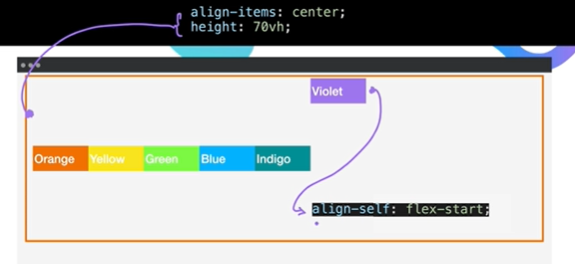 align-items: center;
height: 70vh;
Violet
Orange Yellow Green Blue Indigo
align-self: flex-start;